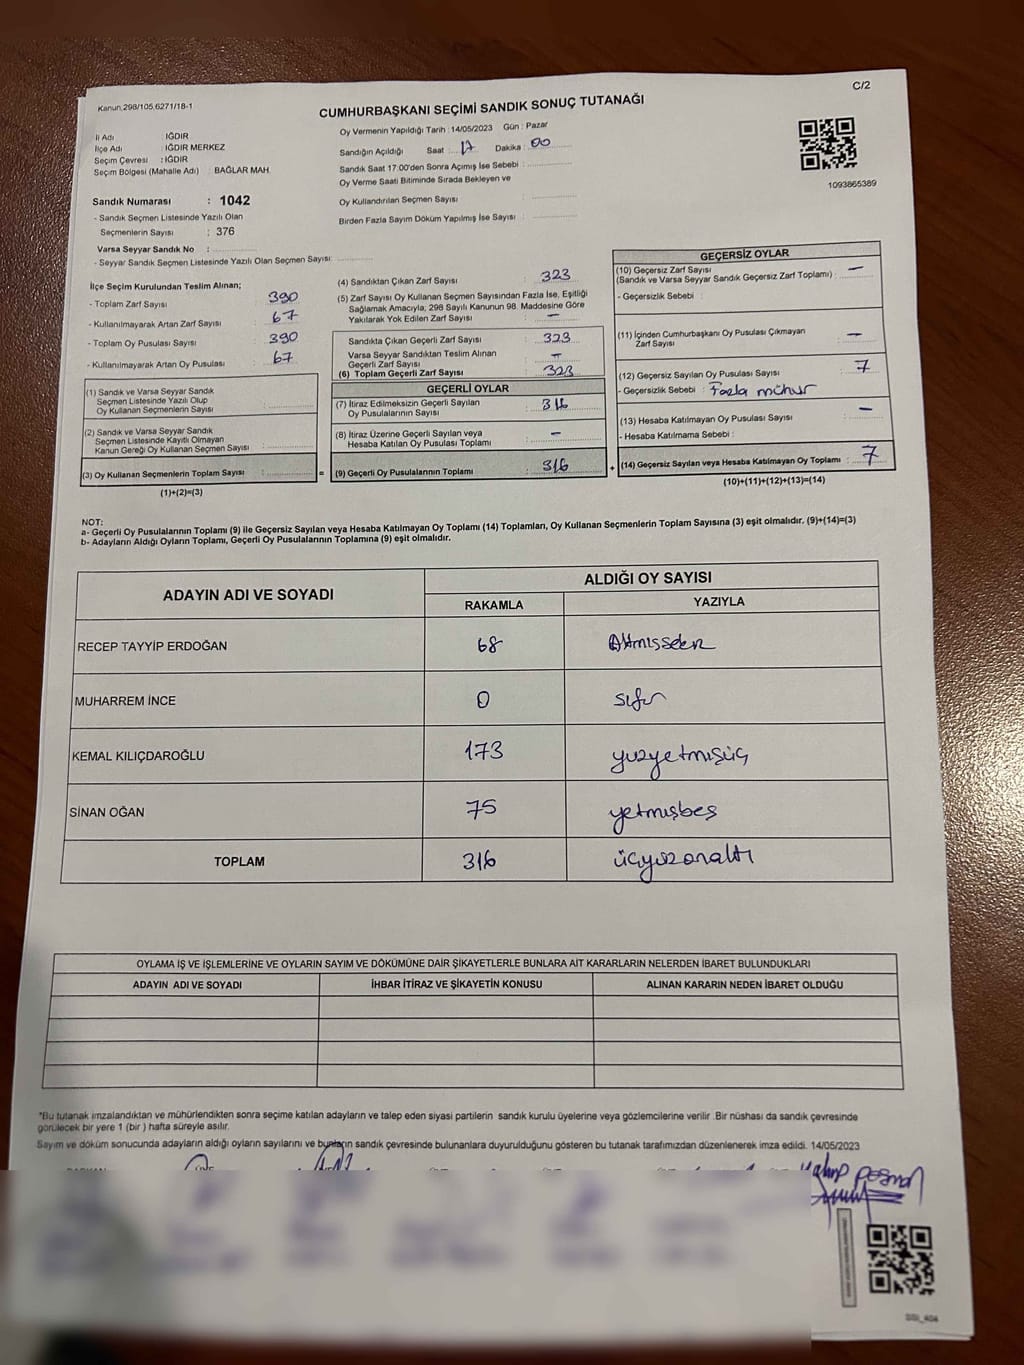 Kanun, 298/105,6271/18-1
C/2
CUMHURBAŞKANI SEÇİMİ SANDIK SONUÇ TUTANAĞI
İl Adı : IĞDIR
İlçe Adı : IĞDIR MERKEZ
Seçim Çevresi : IĞDIR
Seçim Bölgesi (Mahalle Adı) : BAĞLAR MAH.
Sandık Numarası : 1042
- Sandık Seçmen Listesinde Yazılı Olan
Seçmenlerin Sayısı : 376
Varsa Seyyar Sandık No :
- Seyyar Sandık Seçmen Listesinde Yazılı Olan Seçmen Sayısı:
Oy Vermenin Yapıldığı Tarih : 14/05/2023 Gün : Pazar
Sandığın Açıldığı Saat : 17 Dakika : 00
Sandık Saat 17:00'den Sonra Açımış İse Sebebi :
Oy Verme Saati Bitiminde Sırada Bekleyen ve
Oy Kullandırılan Seçmen Sayısı :
Birden Fazla Sayım Döküm Yapılmış İse Sayısı :
1093865389
İlçe Seçim Kurulundan Teslim Alınan;
- Toplam Zarf Sayısı : 390
- Kullanılmayarak Artan Zarf Sayısı : 67
- Toplam Oy Pusulası Sayısı : 390
- Kullanılmayarak Artan Oy Pusulası : 67
(1) Sandık ve Varsa Seyyar Sandık
Seçmen Listesinde Yazılı Olup
Oy Kullanan Seçmenlerin Sayısı :
(2) Sandık ve Varsa Seyyar Sandık
Seçmen Listesinde Kayıtlı Olmayan
Kanun Gereği Oy Kullanan Seçmen Sayısı :
(3) Oy Kullanan Seçmenlerin Toplam Sayısı : =
(1)+(2)=(3)
(4) Sandıktan Çıkan Zarf Sayısı : 323
(5) Zarf Sayısı Oy Kullanan Seçmen Sayısından Fazla İse, Eşitliği
Sağlamak Amacıyla, 298 Sayılı Kanunun 98. Maddesine Göre
Yakılarak Yok Edilen Zarf Sayısı : —
Sandıkta Çıkan Geçerli Zarf Sayısı : 323
Varsa Seyyar Sandıktan Teslim Alınan
Geçerli Zarf Sayısı : —
(6) Toplam Geçerli Zarf Sayısı : 323
GEÇERLİ OYLAR
(7) İtiraz Edilmeksizin Geçerli Sayılan
Oy Pusulalarının Sayısı : 316
(8) İtiraz Üzerine Geçerli Sayılan veya
Hesaba Katılan Oy Pusulası Toplamı : —
(9) Geçerli Oy Pusulalarının Toplamı : 316 +
GEÇERSİZ OYLAR
(10) Geçersiz Zarf Sayısı : —
(Sandık ve Varsa Seyyar Sandık Geçersiz Zarf Toplamı) :
- Geçersizlik Sebebi :
(11) İçinden Cumhurbaşkanı Oy Pusulası Çıkmayan
Zarf Sayısı : —
(12) Geçersiz Sayılan Oy Pusulası Sayısı : 7
- Geçersizlik Sebebi : Fazla mühür
(13) Hesaba Katılmayan Oy Pusulası Sayısı : —
- Hesaba Katılmama Sebebi :
(14) Geçersiz Sayılan veya Hesaba Katılmayan Oy Toplamı : 7
(10)+(11)+(12)+(13)=(14)
NOT:
a- Geçerli Oy Pusulalarının Toplamı (9) ile Geçersiz Sayılan veya Hesaba Katılmayan Oy Toplamı (14) Toplamları, Oy Kullanan Seçmenlerin Toplam Sayısına (3) eşit olmalıdır. (9)+(14)=(3)
b- Adayların Aldığı Oyların Toplamı, Geçerli Oy Pusulalarının Toplamına (9) eşit olmalıdır.
ADAYIN ADI VE SOYADI
ALDIĞI OY SAYISI
RAKAMLA YAZIYLA
RECEP TAYYİP ERDOĞAN 68 Altmışsekiz
MUHARREM İNCE 0 sıfır
KEMAL KILIÇDAROĞLU 173 yüzyetmişüç
SİNAN OĞAN 75 yetmişbeş
TOPLAM 316 üçyüzonaltı
OYLAMA İŞ VE İŞLEMLERİNE VE OYLARIN SAYIM VE DÖKÜMÜNE DAİR ŞİKAYETLERLE BUNLARA AİT KARARLARIN NELERDEN İBARET BULUNDUKLARI
ADAYIN ADI VE SOYADI İHBAR İTİRAZ VE ŞİKAYETİN KONUSU ALINAN KARARIN NEDEN İBARET OLDUĞU
*Bu tutanak imzalandıktan ve mühürlendikten sonra seçime katılan adayların ve talep eden siyasi partilerin sandık kurulu üyelerine veya gözlemcilerine verilir. Bir nüshası da sandık çevresinde
görülecek bir yere 1 (bir ) hafta süreyle asılır.
Sayım ve döküm sonucunda adayların aldığı oyların sayılarını ve bunların sandık çevresinde bulunanlara duyurulduğunu gösteren bu tutanak tarafımızdan düzenlenerek imza edildi. 14/05/2023